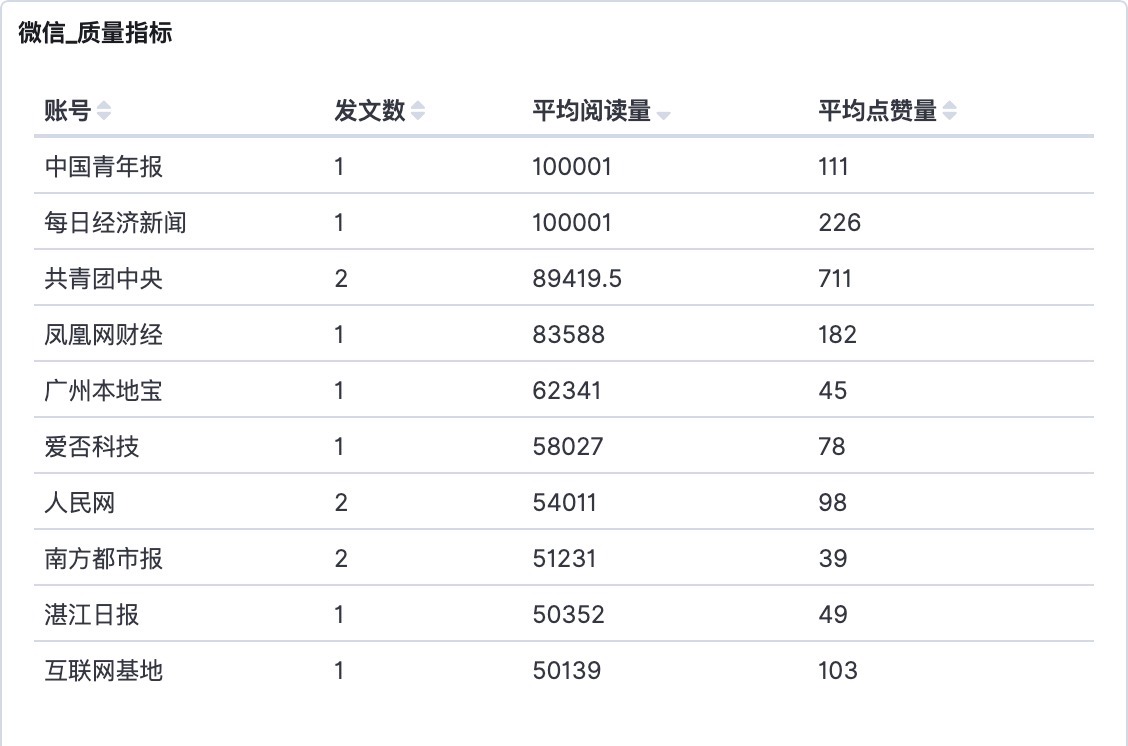 微信_质量指标
账号 发文数 平均阅读量 平均点赞量
中国青年报 1 100001 111
每日经济新闻 1 100001 226
共青团中央 2 89419.5 711
凤凰网财经 1 83588 182
广州本地宝 1 62341 45
爱否科技 1 58027 78
人民网 2 54011 98
南方都市报 2 51231 39
湛江日报 1 50352 49
互联网基地 1 50139 103